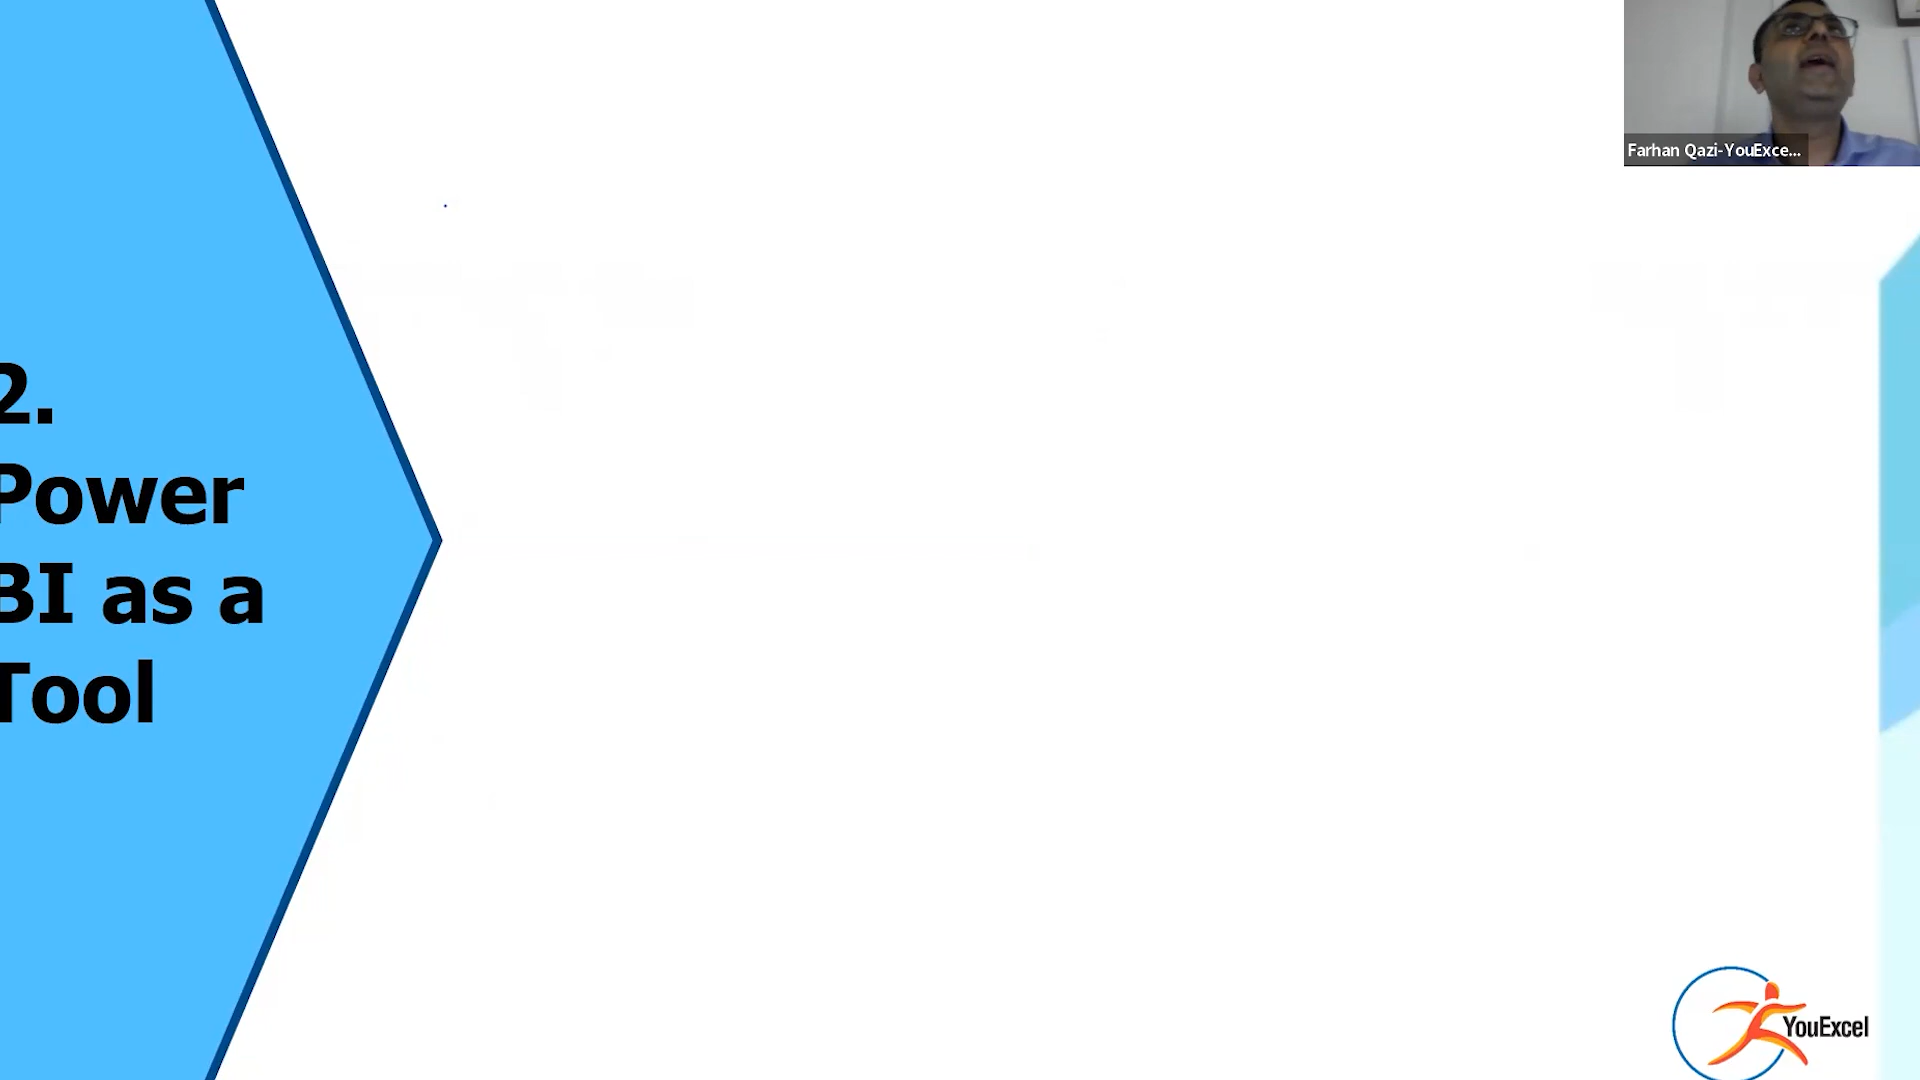 Farhan Qazi-YouExce...
2.
Power
BI as a
Tool
YouExcel